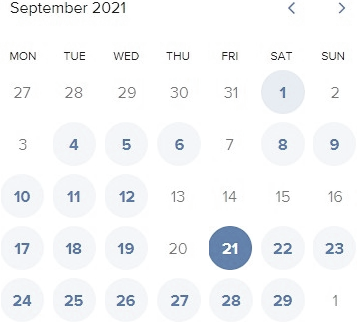 September 2021
MON TUE WED THU FRI SAT SUN
27 28 29 30 31 1 2
3 4 5 6 7 8 9
10 11 12 13 14 15 16
17 18 19 20 21 22 23
24 25 26 27 28 29 1